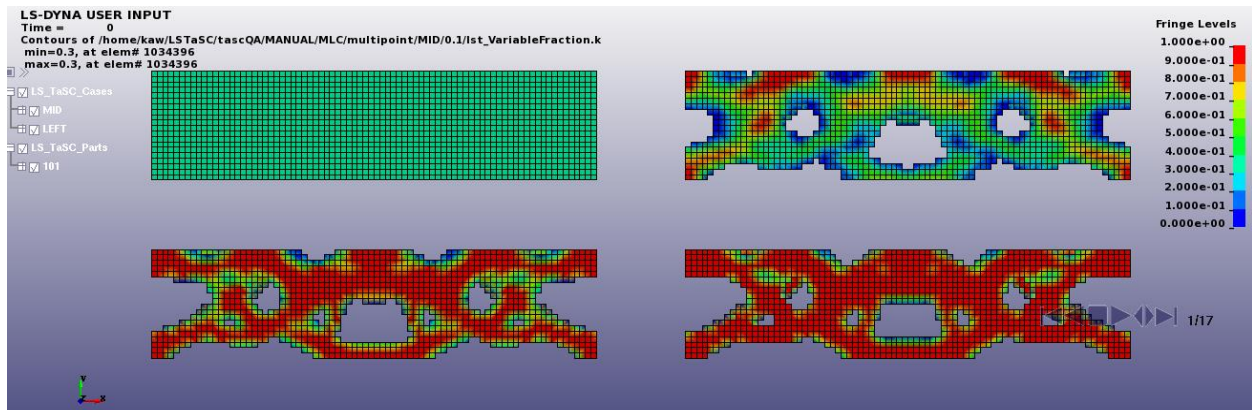 LS-DYNA USER INPUT
Time = 0
Contours of /home/kaw/LSTaSC/tascQA/MANUAL/MLC/multipoint/MID/0.1/lst_VariableFraction.k
min=0.3, at elem# 1034396
max=0.3, at elem# 1034396
LS_TaSC_Cases
MID
LEFT
LS_TaSC_Parts
101
Fringe Levels
1.000e+00
9.000e-01
8.000e-01
7.000e-01
6.000e-01
5.000e-01
4.000e-01
3.000e-01
2.000e-01
1.000e-01
0.000e+00
1/17
Y
Z X